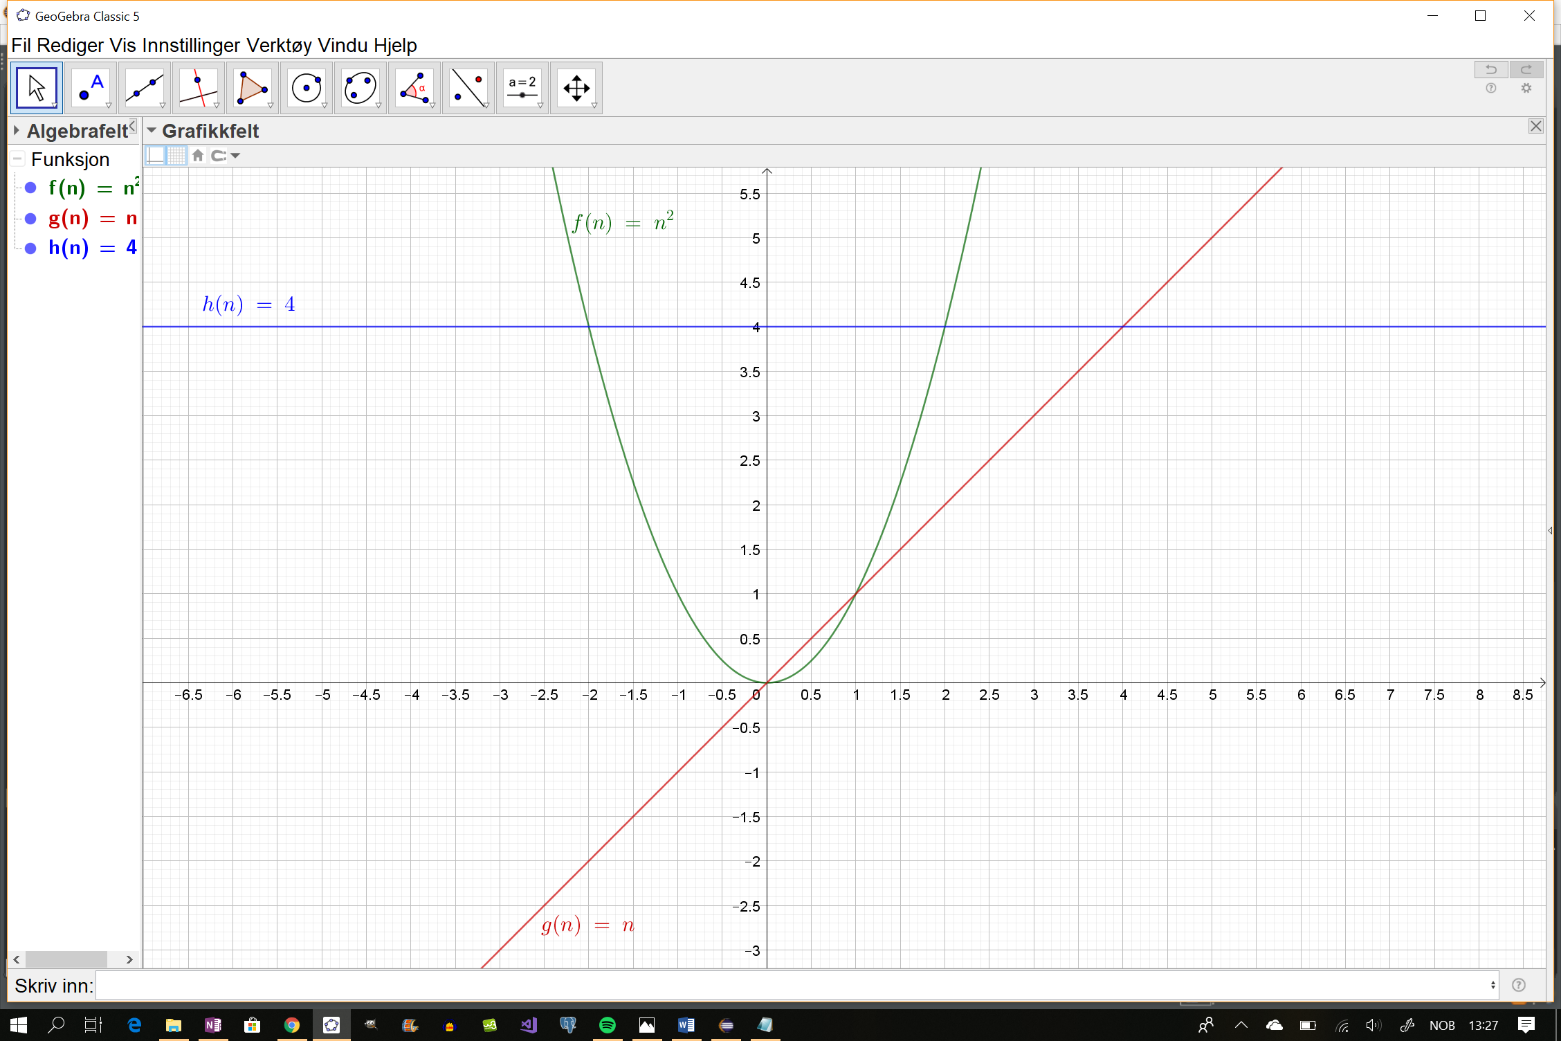 GeoGebra Classic 5
Fil Rediger Vis Innstillinger Verktøy Vindu Hjelp
A
α
a=2
Algebrafelt
Grafikkfelt
Funksjon
f(n) = n²
g(n) = n
h(n) = 4
f(n) = n²
h(n) = 4
g(n) = n
5.5
5
4.5
4
3.5
3
2.5
2
1.5
1
0.5
−6.5 −6 −5.5 −5 −4.5 −4 −3.5 −3 −2.5 −2 −1.5 −1 −0.5 0 0.5 1 1.5 2 2.5 3 3.5 4 4.5 5 5.5 6 6.5 7 7.5 8 8.5
−0.5
−1
−1.5
−2
−2.5
−3
Skriv inn:
NOB 13:27